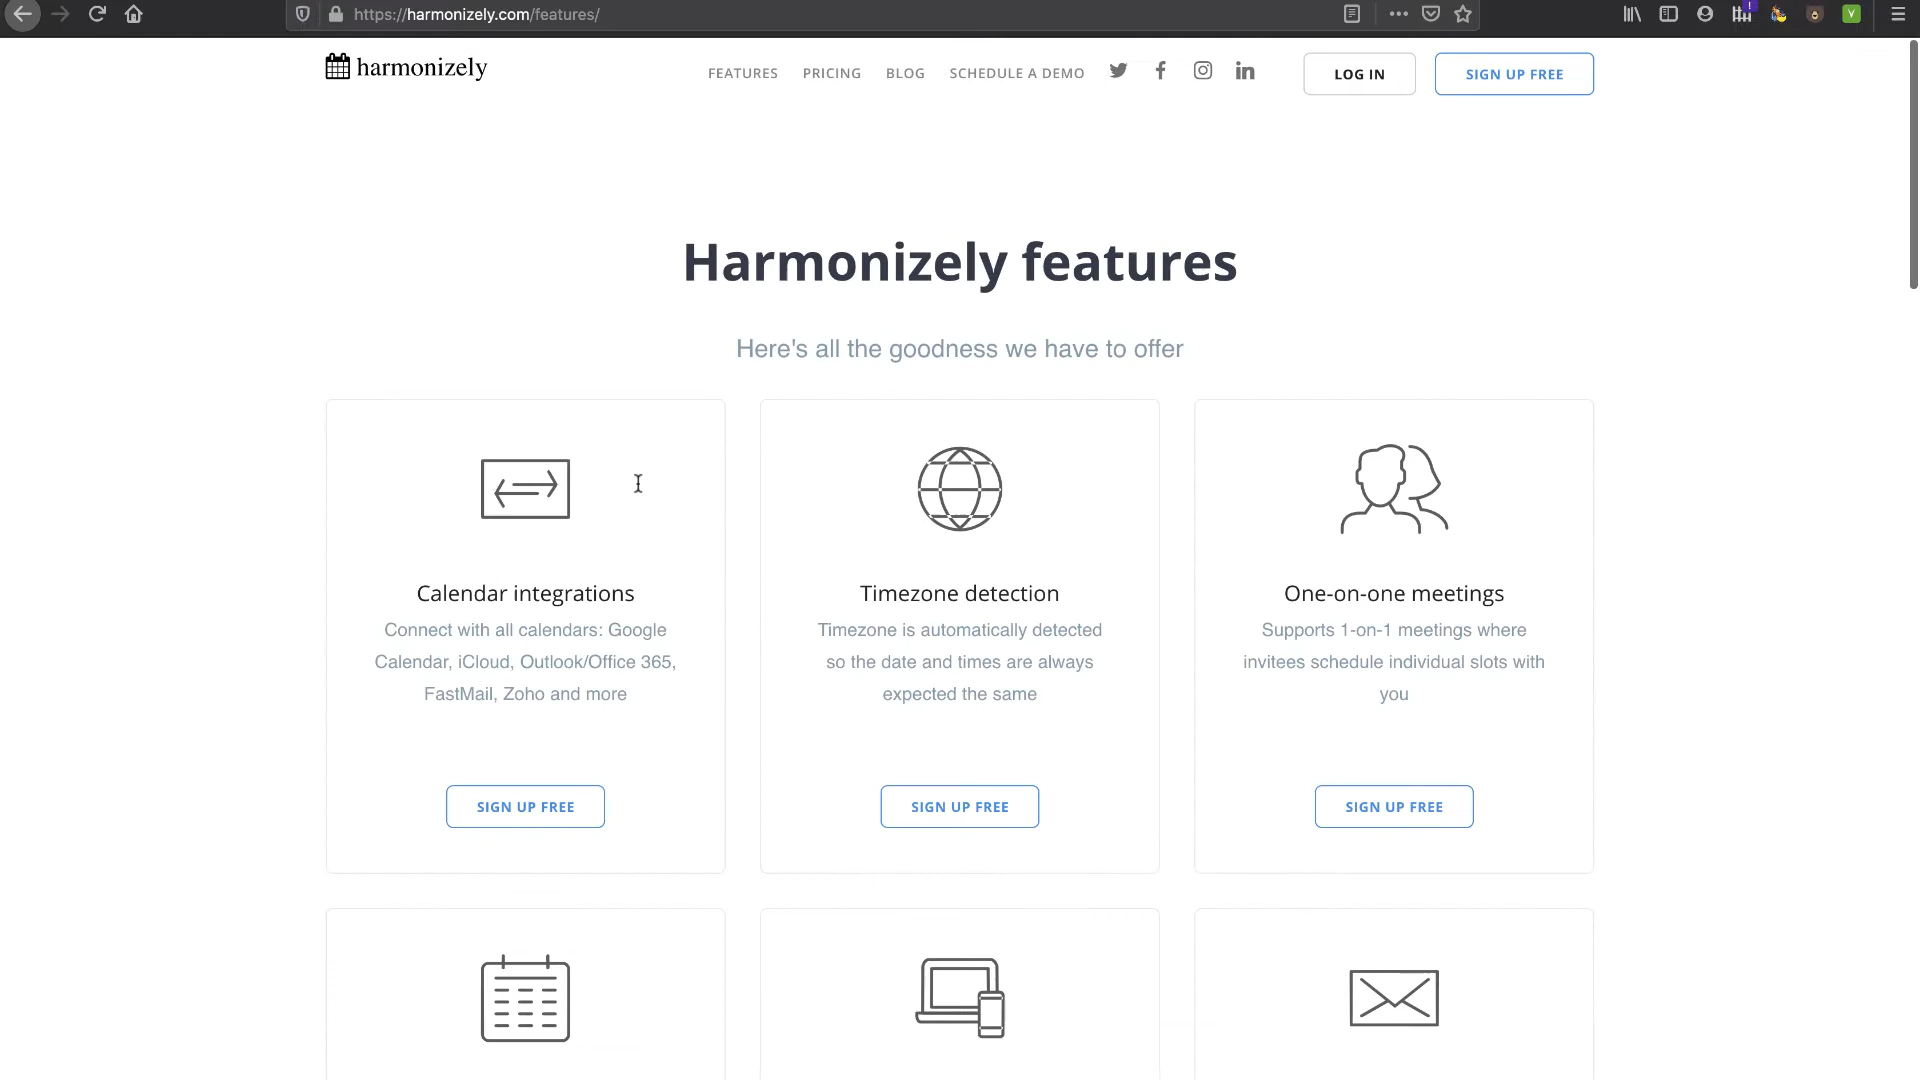 https://harmonizely.com/features/
harmonizely
FEATURES PRICING BLOG SCHEDULE A DEMO
LOG IN
SIGN UP FREE
Harmonizely features
Here's all the goodness we have to offer
Calendar integrations
Connect with all calendars: Google
Calendar, iCloud, Outlook/Office 365,
FastMail, Zoho and more
SIGN UP FREE
Timezone detection
Timezone is automatically detected
so the date and times are always
expected the same
SIGN UP FREE
One-on-one meetings
Supports 1-on-1 meetings where
invitees schedule individual slots with
you
SIGN UP FREE